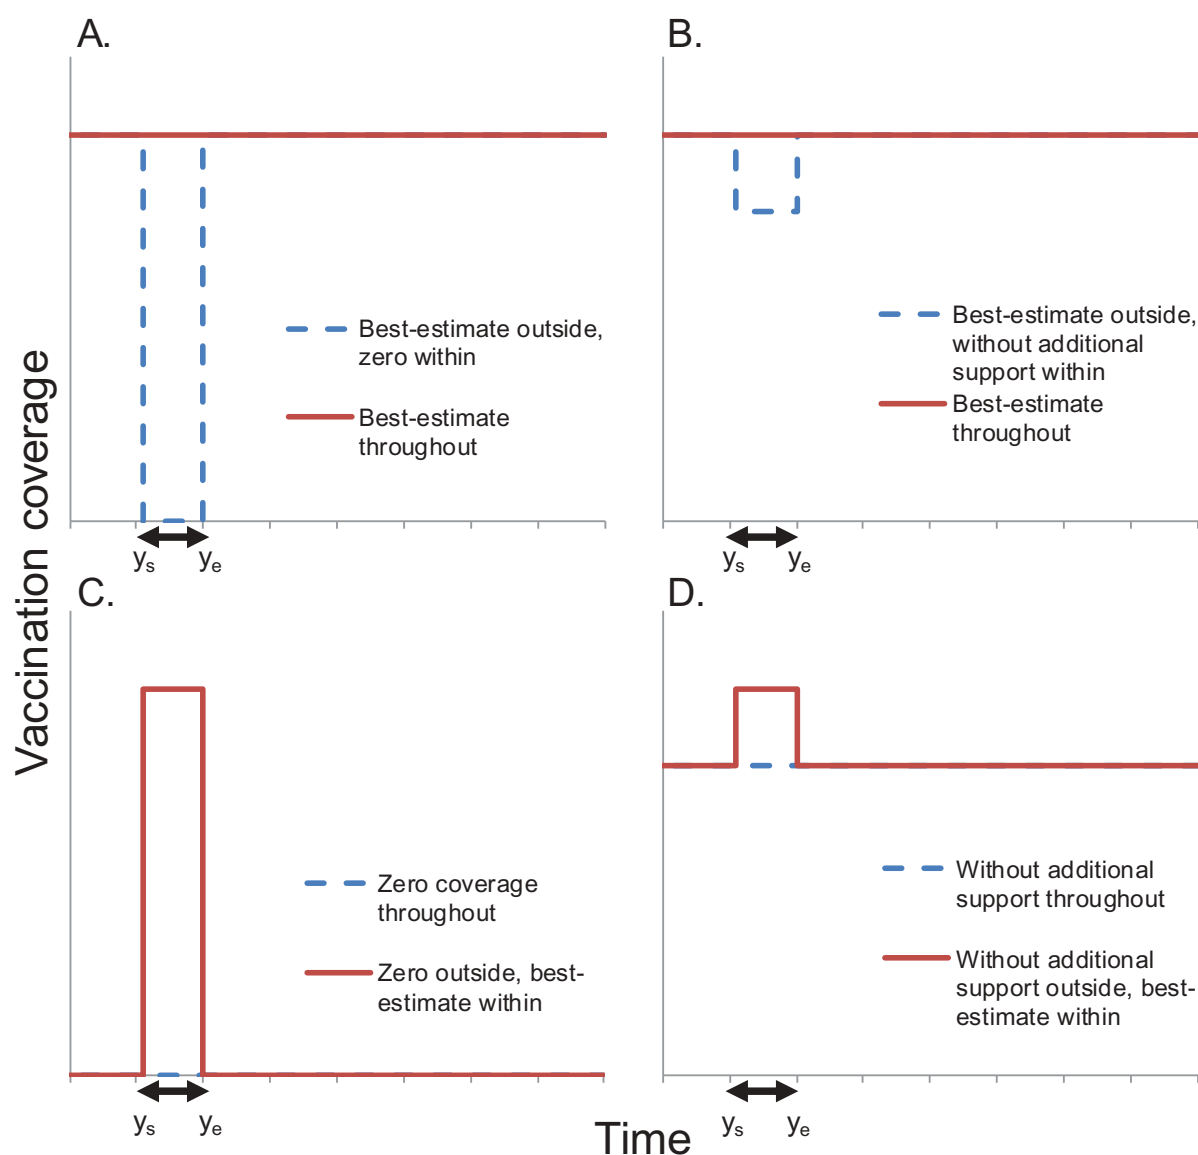 A.
Best-estimate outside,
zero within
Best-estimate
throughout
ys
ye
B.
Best-estimate outside,
without additional
support within
Best-estimate
throughout
ys
ye
Vaccination coverage
C.
Zero coverage
throughout
Zero outside, best-
estimate within
ys
ye
D.
Without additional
support throughout
Without additional
support outside, best-
estimate within
ys
ye
Time